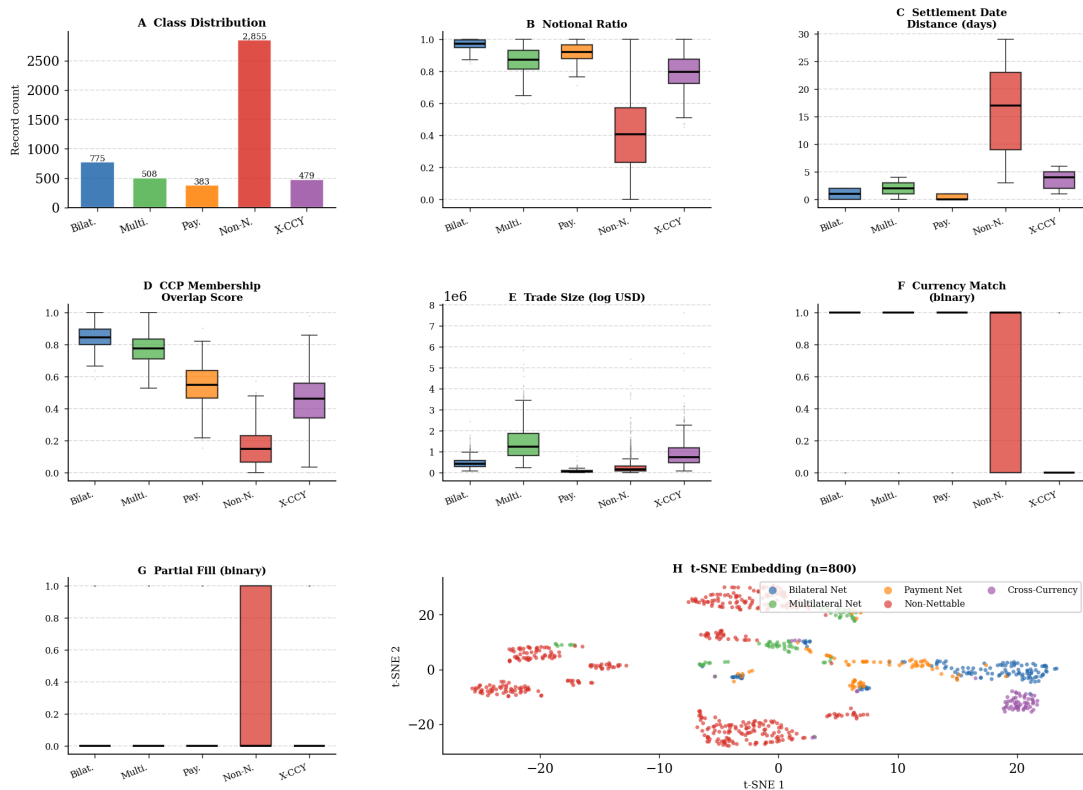 A Class Distribution
2,855
775
508
383
479
2500
2000
1500
1000
500
0
Record count
Bilat.
Multi.
Pay.
Non-N.
X-CCY
B Notional Ratio
1.0
0.8
0.6
0.4
0.2
0.0
Bilat.
Multi.
Pay.
Non-N.
X-CCY
C Settlement Date
Distance (days)
30
25
20
15
10
5
0
Bilat.
Multi.
Pay.
Non-N.
X-CCY
D CCP Membership
Overlap Score
1.0
0.8
0.6
0.4
0.2
0.0
Bilat.
Multi.
Pay.
Non-N.
X-CCY
1e6
E Trade Size (log USD)
8
7
6
5
4
3
2
1
0
Bilat.
Multi.
Pay.
Non-N.
X-CCY
F Currency Match
(binary)
1.0
0.8
0.6
0.4
0.2
0.0
Bilat.
Multi.
Pay.
Non-N.
X-CCY
G Partial Fill (binary)
1.0
0.8
0.6
0.4
0.2
0.0
Bilat.
Multi.
Pay.
Non-N.
X-CCY
H t-SNE Embedding (n=800)
Bilateral Net
Multilateral Net
Payment Net
Non-Nettable
Cross-Currency
20
0
−20
t-SNE 2
−20
−10
0
10
20
t-SNE 1